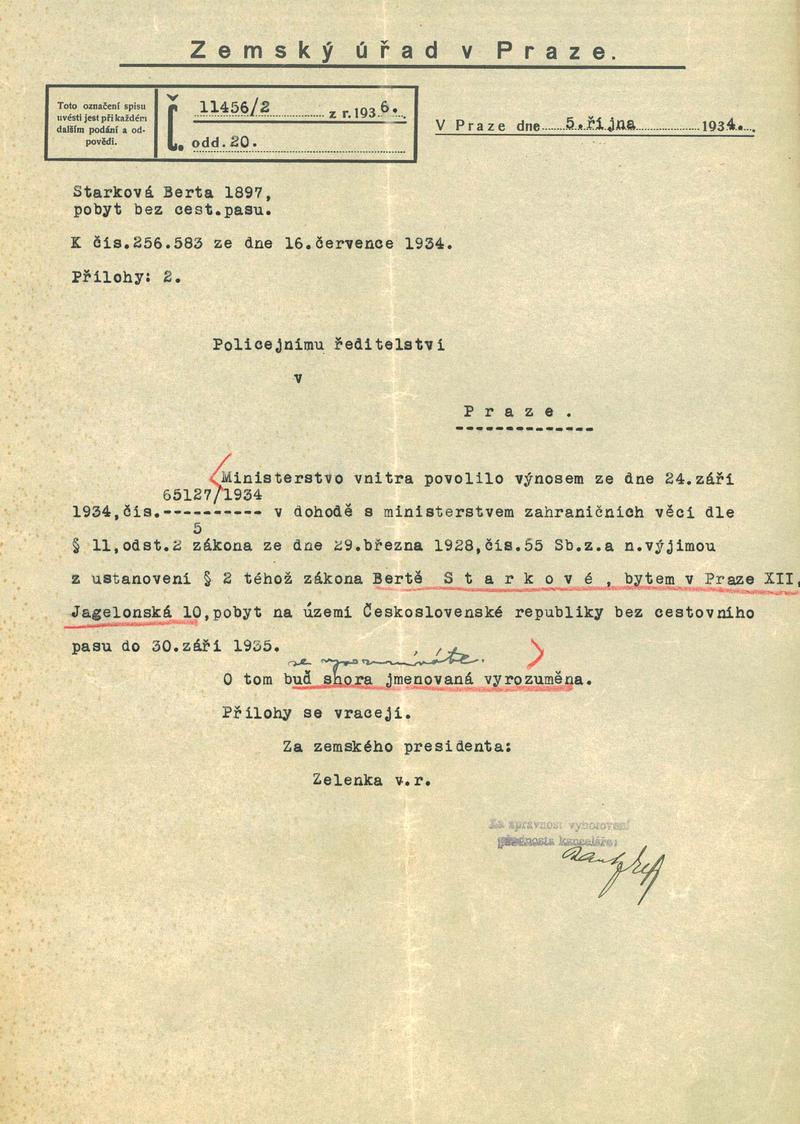 Zemský úřad v Praze.
Toto označení spisu
uvésti jest při každém
dalším podání a od-
povědi.
Č. 11456/2 z r. 1936.
odd. 20.
V Praze dne 5. října 1934.
Starková Berta 1897,
pobyt bez cest.pasu.
K čís.256.583 ze dne 16.července 1934.
Přílohy: 2.
Policejnímu ředitelství
v
Praze.
Ministerstvo vnitra povolilo výnosem ze dne 24.září
65127/1934
1934,čís.---------- v dohodě s ministerstvem zahraničních věcí dle
5
§ 11,odst.2 zákona ze dne 29.března 1928,čís.55 Sb.z.a n.výjimou
z ustanovení § 2 téhož zákona Bertě Starkové, bytem v Praze XII,
Jagelonská 10,pobyt na území Československé republiky bez cestovního
pasu do 30.září 1935.
O tom buď shora jmenovaná vyrozuměna.
Přílohy se vracejí.
Za zemského presidenta:
Zelenka v.r.
Za správnost vyhotovení
přednosta kanceláře: